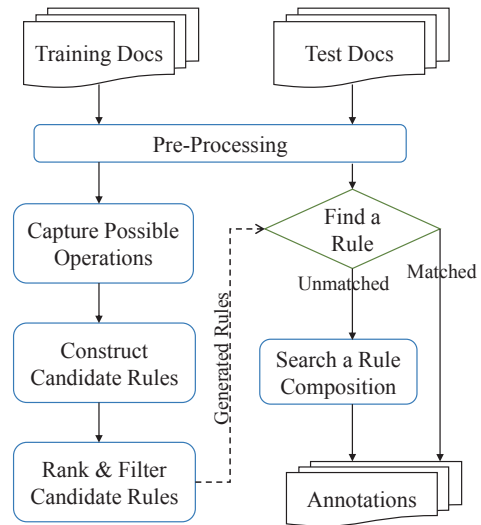 Training Docs
Test Docs
Pre-Processing
Capture Possible
Operations
Find a
Rule
Unmatched
Matched
Generated Rules
Construct
Candidate Rules
Search a Rule
Composition
Rank & Filter
Candidate Rules
Annotations